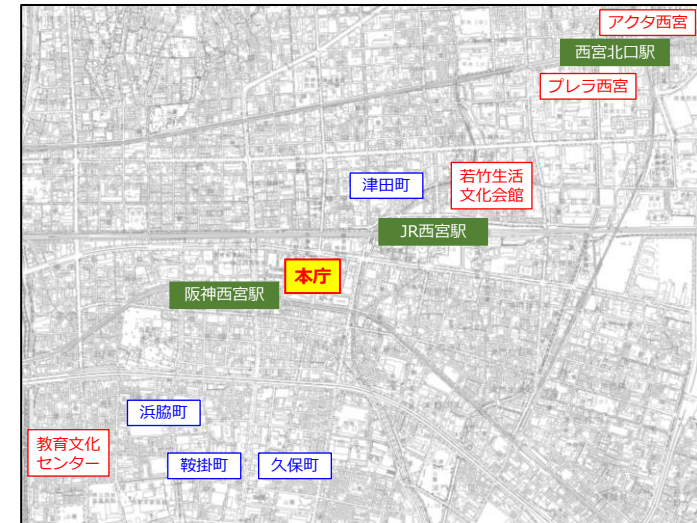 アクタ西宮
西宮北口駅
プレラ西宮
津田町
若竹生活
文化会館
JR西宮駅
本庁
阪神西宮駅
浜脇町
教育文化
センター
鞍掛町
久保町